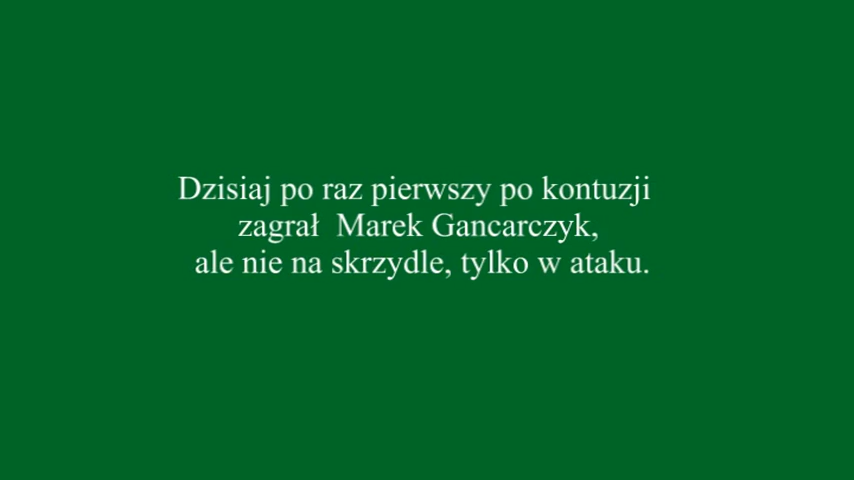 Dzisiaj po raz pierwszy po kontuzji
zagrał  Marek Gancarczyk,
ale nie na skrzydle, tylko w ataku.